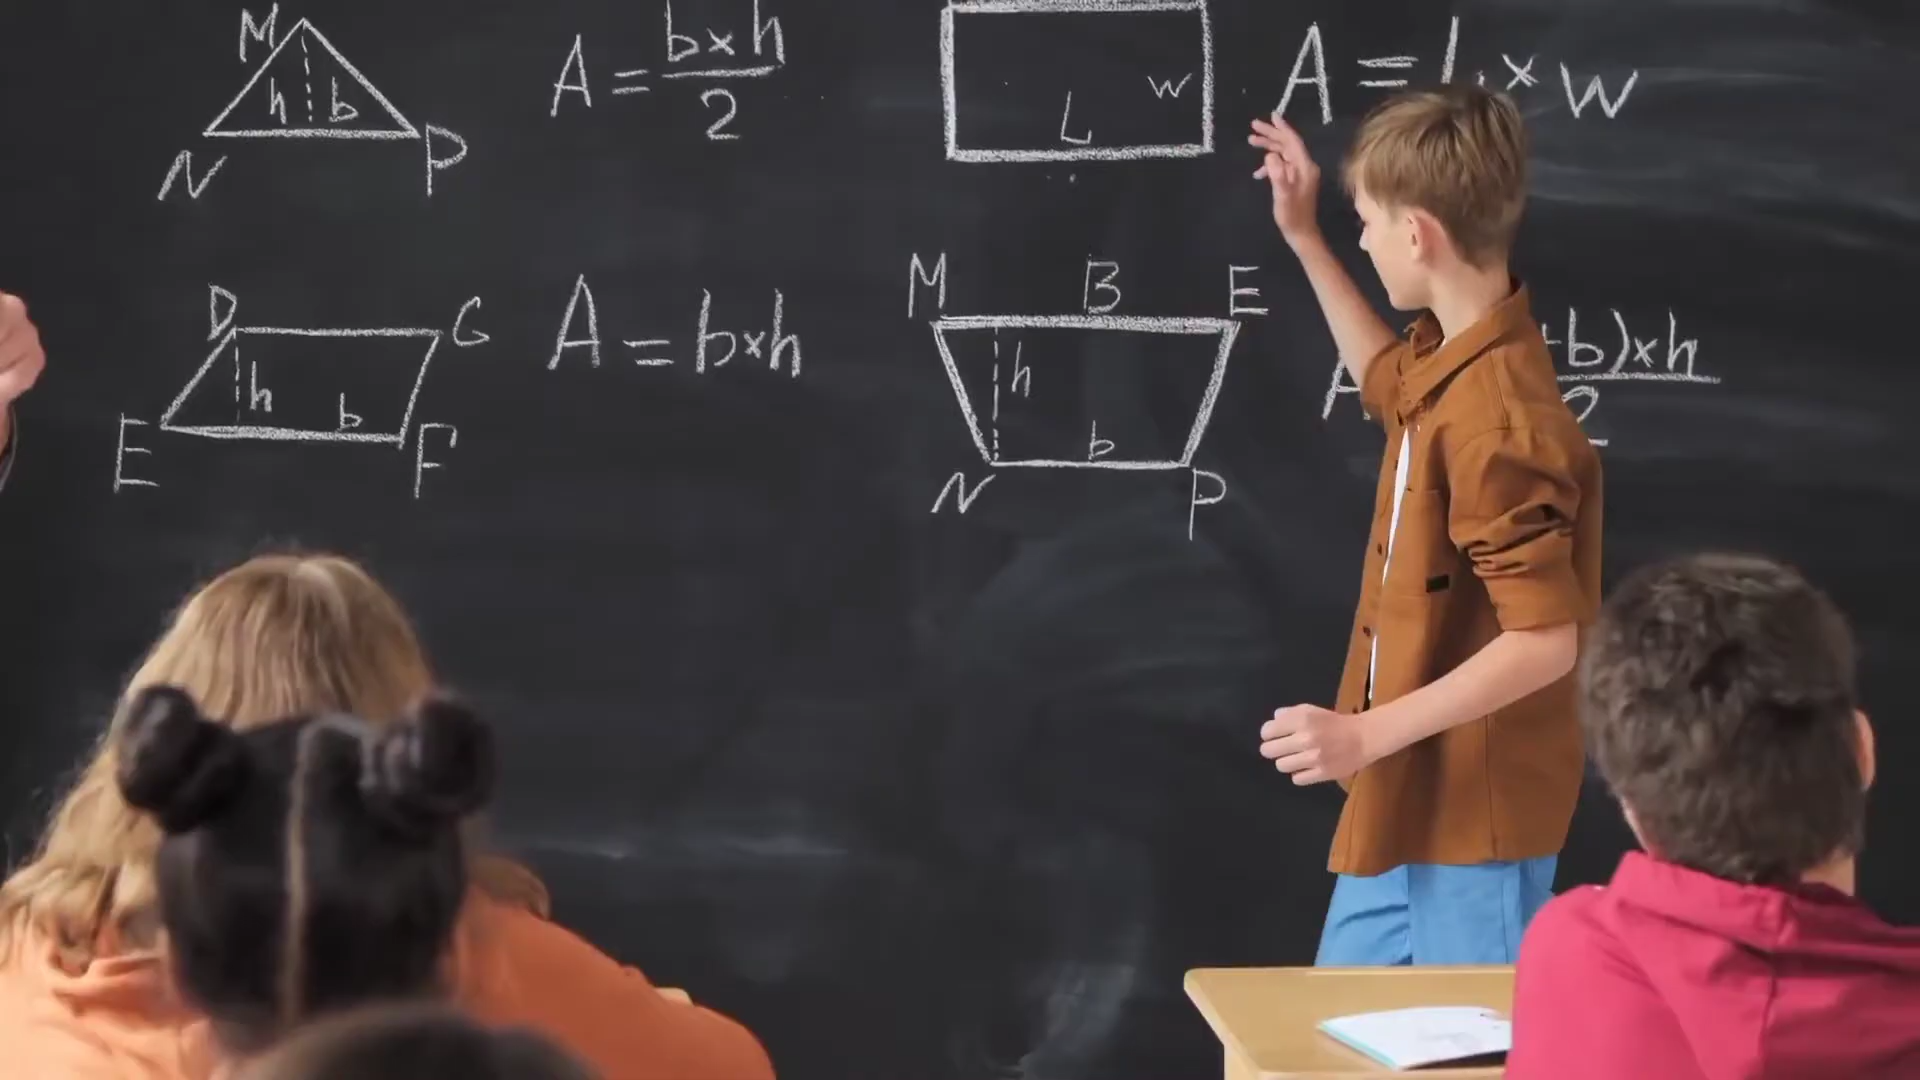 M
h b
N P
A = b×h
2
L
W
A = L × W
D G
h b
E F
A = b×h
M B E
h
b
N P
A
+b)×h
2